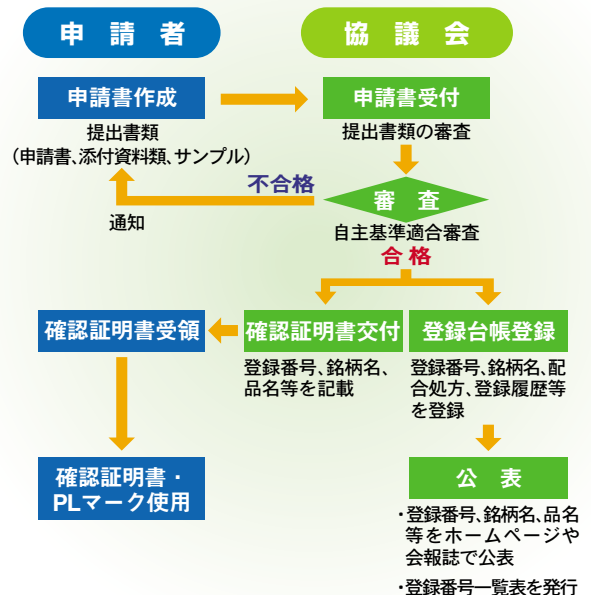 申請者
協議会
申請書作成
申請書受付
提出書類
（申請書、添付資料類、サンプル）
提出書類の審査
不合格
審査
通知
自主基準適合審査
合格
確認証明書受領
確認証明書交付
登録台帳登録
登録番号、銘柄名、
品名等を記載
登録番号、銘柄名、配
合処方、登録履歴等
を登録
確認証明書・
PLマーク使用
公表
・登録番号、銘柄名、品名
等をホームページや
会報誌で公表
・登録番号一覧表を発行